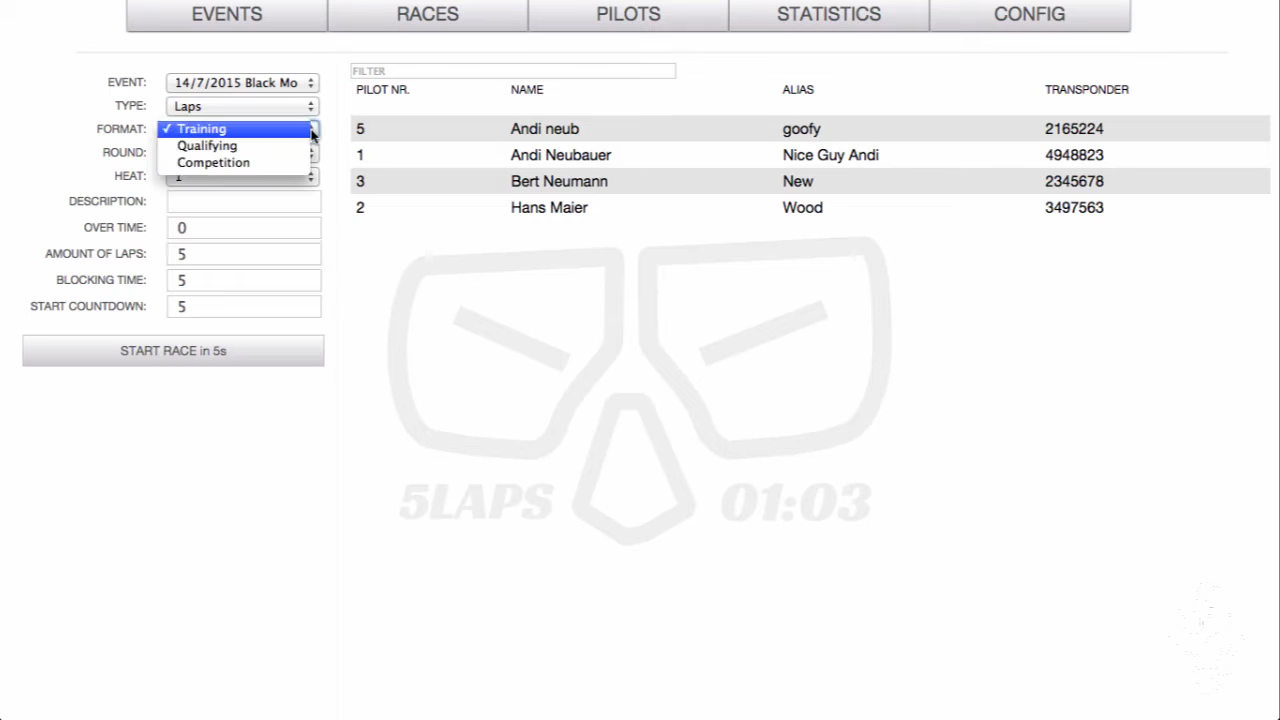 EVENTS RACES PILOTS STATISTICS CONFIG
EVENT: 14/7/2015 Black Mo
TYPE: Laps
FORMAT: ✓ Training
Qualifying
Competition
ROUND:
HEAT: 1
DESCRIPTION:
OVER TIME: 0
AMOUNT OF LAPS: 5
BLOCKING TIME: 5
START COUNTDOWN: 5
START RACE in 5s
FILTER
PILOT NR. NAME ALIAS TRANSPONDER
5 Andi neub goofy 2165224
1 Andi Neubauer Nice Guy Andi 4948823
3 Bert Neumann New 2345678
2 Hans Maier Wood 3497563
5LAPS 01:03